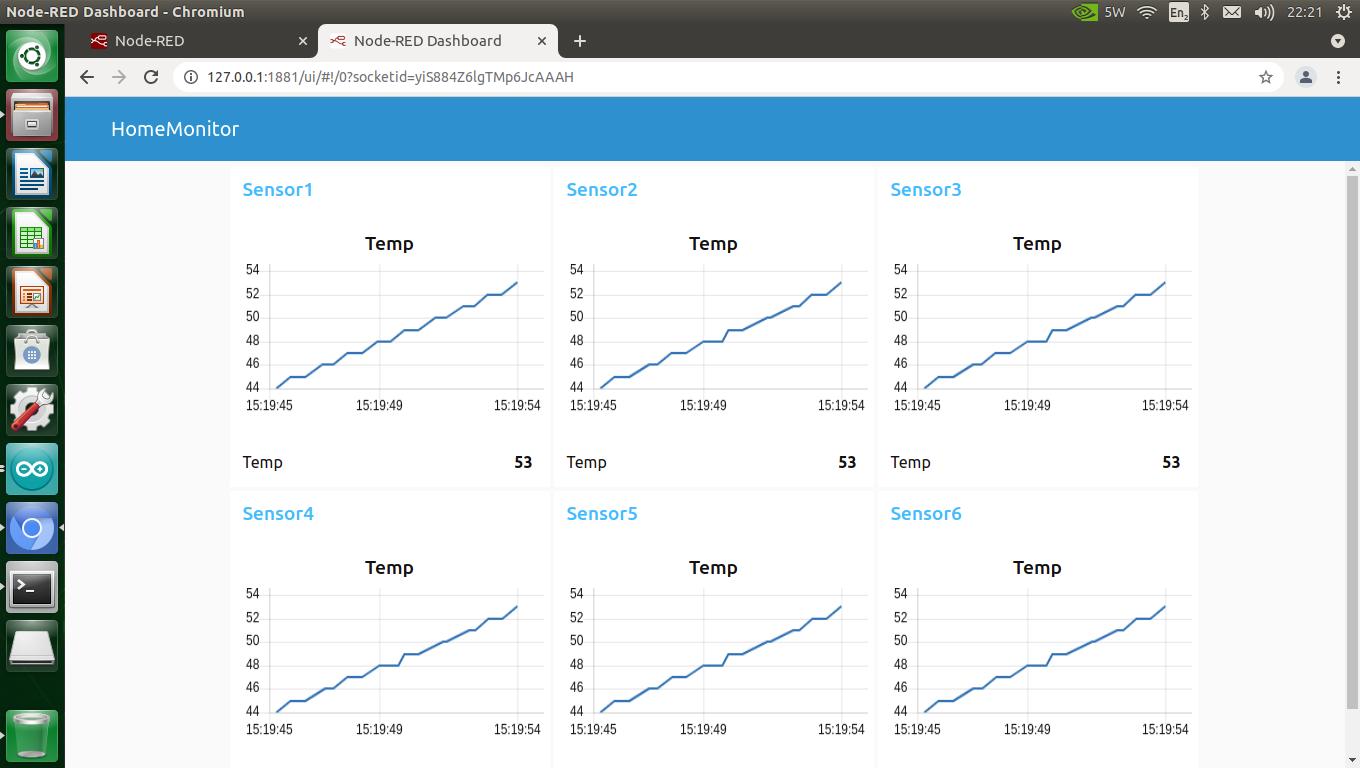 Node-RED Dashboard - Chromium
5W
En2
22:21
Node-RED
Node-RED Dashboard
127.0.0.1:1881/ui/#!/0?socketid=yiS884Z6lgTMp6JcAAAH
HomeMonitor
Sensor1
Temp
54
52
50
48
46
44
15:19:45 15:19:49 15:19:54
Temp 53
Sensor2
Temp
54
52
50
48
46
44
15:19:45 15:19:49 15:19:54
Temp 53
Sensor3
Temp
54
52
50
48
46
44
15:19:45 15:19:49 15:19:54
Temp 53
Sensor4
Temp
54
52
50
48
46
44
15:19:45 15:19:49 15:19:54
Sensor5
Temp
54
52
50
48
46
44
15:19:45 15:19:49 15:19:54
Sensor6
Temp
54
52
50
48
46
44
15:19:45 15:19:49 15:19:54